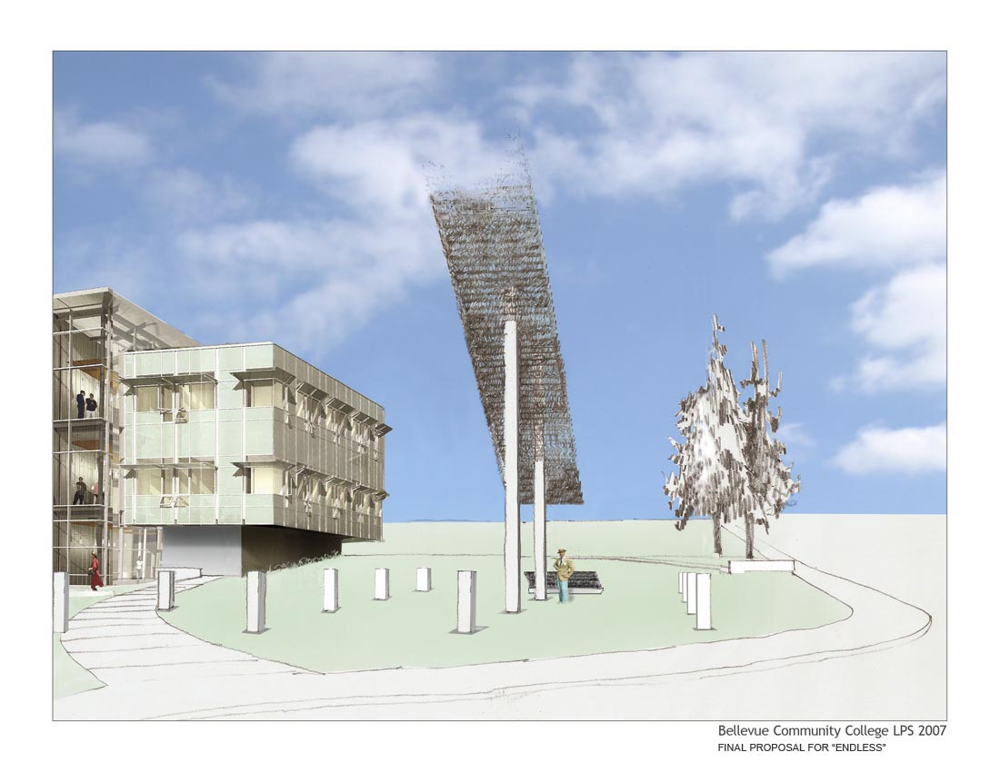 Bellevue Community College LPS 2007
FINAL PROPOSAL FOR “ENDLESS”